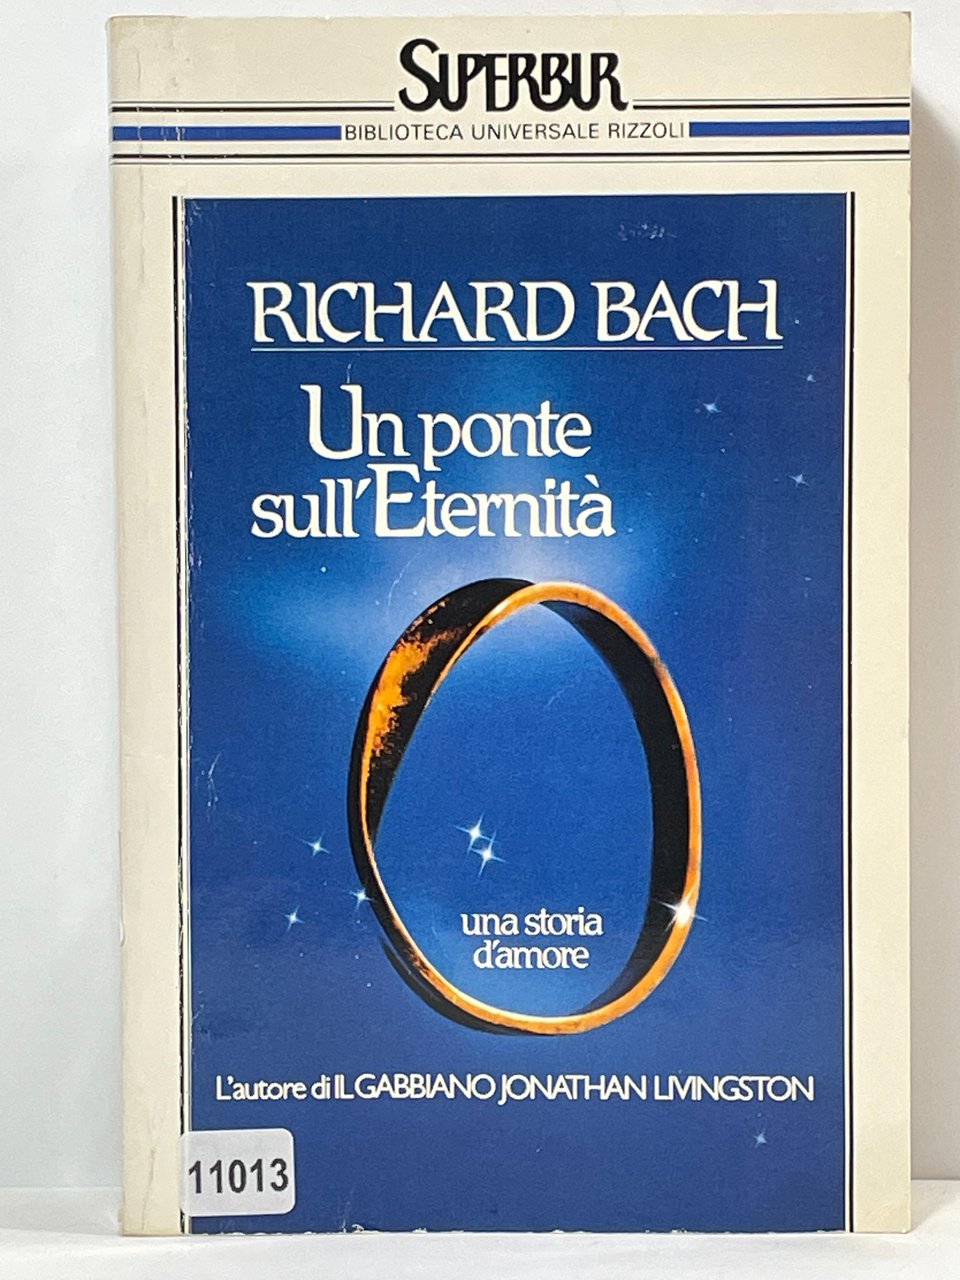 SUPERBUR
BIBLIOTECA UNIVERSALE RIZZOLI
RICHARD BACH
Un ponte
sull'Eternità
una storia
d'amore
L'autore di IL GABBIANO JONATHAN LIVINGSTON
11013